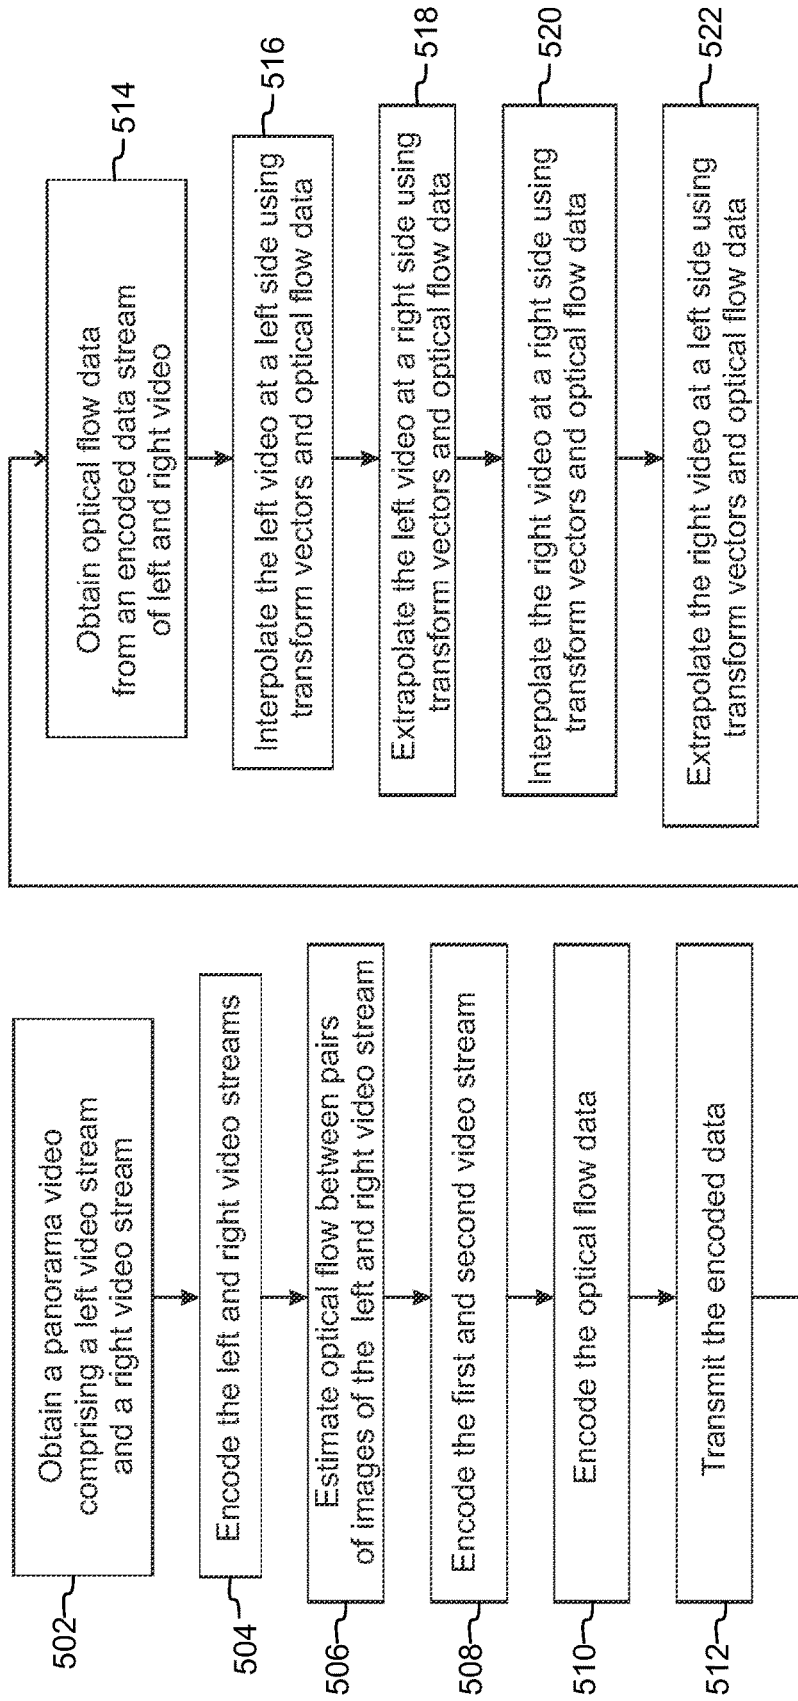 502
Obtain a panorama video
comprising a left video stream
and a right video stream
504
Encode the left and right video streams
506
Estimate optical flow between pairs
of images of the left and right video stream
508
Encode the first and second video stream
510
Encode the optical flow data
512
Transmit the encoded data
514
Obtain optical flow data
from an encoded data stream
of left and right video
516
Interpolate the left video at a left side using
transform vectors and optical flow data
518
Extrapolate the left video at a right side using
transform vectors and optical flow data
520
Interpolate the right video at a right side using
transform vectors and optical flow data
522
Extrapolate the right video at a left side using
transform vectors and optical flow data